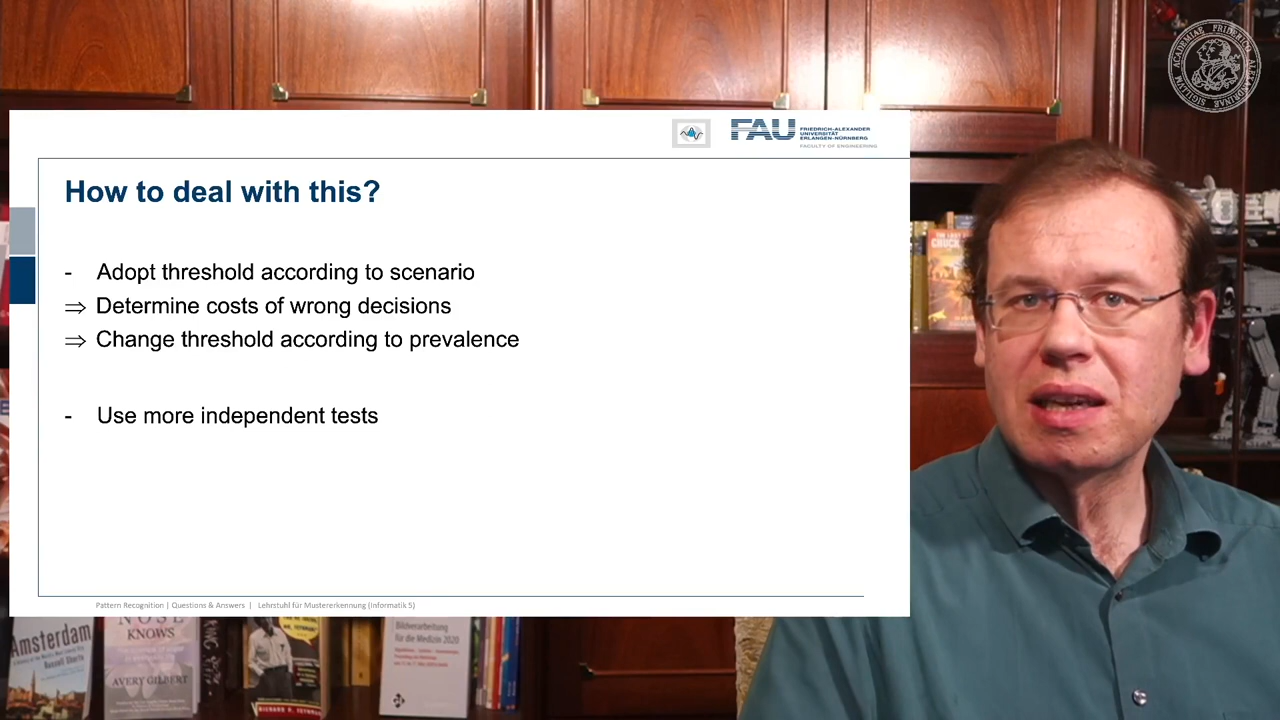 FAU
FRIEDRICH-ALEXANDER
UNIVERSITÄT
ERLANGEN-NÜRNBERG
FACULTY OF ENGINEERING
How to deal with this?
- Adopt threshold according to scenario
⇒ Determine costs of wrong decisions
⇒ Change threshold according to prevalence
- Use more independent tests
Pattern Recognition | Questions & Answers | Lehrstuhl für Mustererkennung (Informatik 5)
Amsterdam
Russell Shorto
NOSE
KNOWS
AVERY GILBERT
Bildverarbeitung
für die Medizin 2020